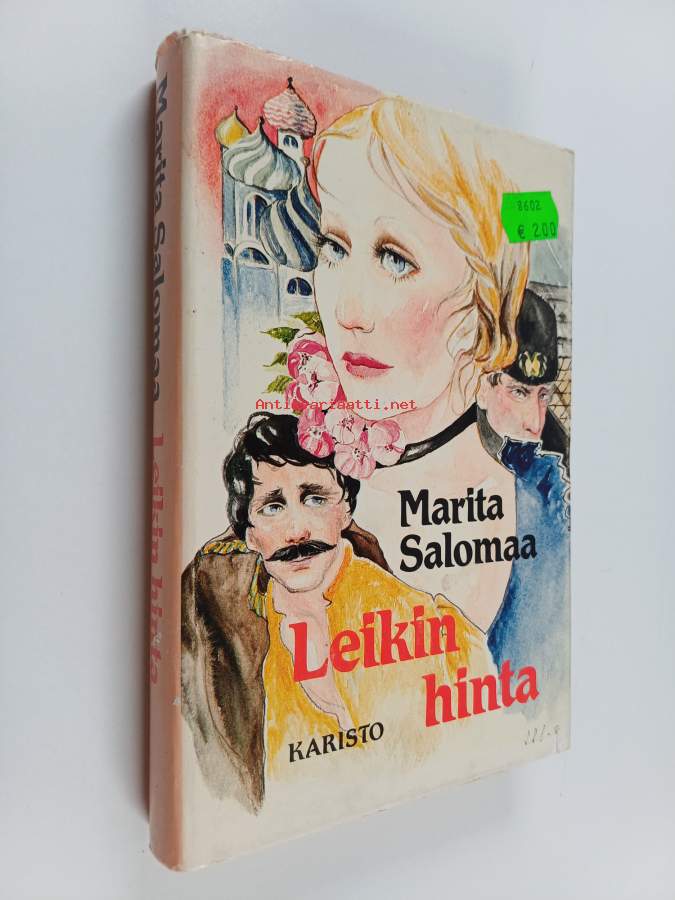 Marita Salomaa Leikin hinta
8602
€ 2.00
Antikvariaatti.net
Marita
Salomaa
Leikin
hinta
KARISTO